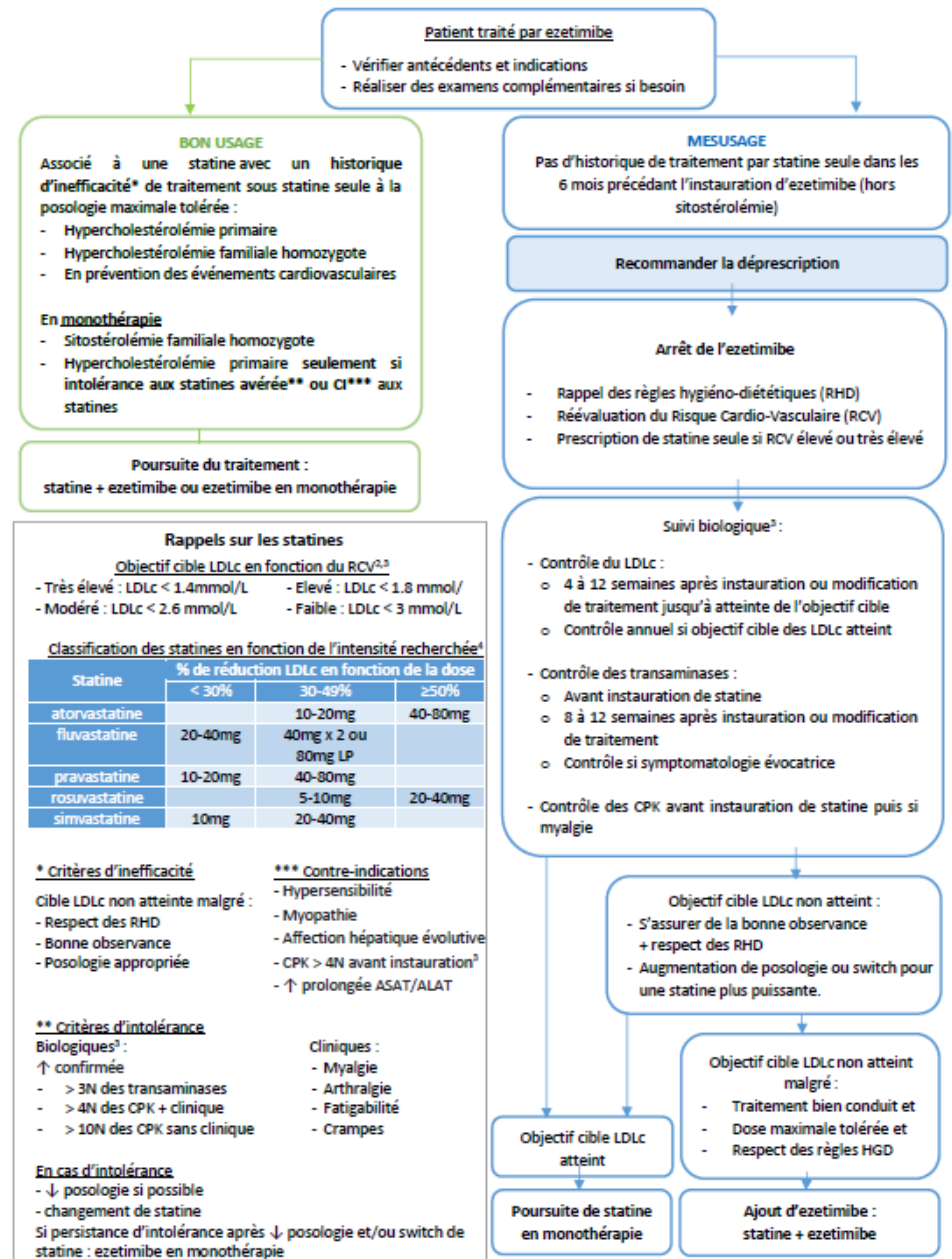 Patient traité par ezetimibe
- Vérifier antécédents et indications
- Réaliser des examens complémentaires si besoin
BON USAGE
Associé à une statine avec un historique
d'inefficacité* de traitement sous statine seule à la
posologie maximale tolérée :
- Hypercholestérolémie primaire
- Hypercholestérolémie familiale homozygote
- En prévention des événements cardiovasculaires
En monothérapie
- Sitostérolémie familiale homozygote
- Hypercholestérolémie primaire seulement si
intolérance aux statines avérée** ou CI*** aux
statines
Poursuite du traitement :
statine + ezetimibe ou ezetimibe en monothérapie
MESUSAGE
Pas d'historique de traitement par statine seule dans les
6 mois précédant l'instauration d'ezetimibe (hors
sitostérolémie)
Recommander la déprescription
Arrêt de l'ezetimibe
- Rappel des règles hygiéno-diététiques (RHD)
- Réévaluation du Risque Cardio-Vasculaire (RCV)
- Prescription de statine seule si RCV élevé ou très élevé
Suivi biologique³ :
- Contrôle du LDLc :
o 4 à 12 semaines après instauration ou modification
de traitement jusqu'à atteinte de l'objectif cible
o Contrôle annuel si objectif cible des LDLc atteint
- Contrôle des transaminases :
o Avant instauration de statine
o 8 à 12 semaines après instauration ou modification
de traitement
o Contrôle si symptomatologie évocatrice
- Contrôle des CPK avant instauration de statine puis si
myalgie
Objectif cible LDLc non atteint :
- S'assurer de la bonne observance
+ respect des RHD
- Augmentation de posologie ou switch pour
une statine plus puissante.
Objectif cible LDLc non atteint
malgré :
- Traitement bien conduit et
- Dose maximale tolérée et
- Respect des règles HGD
Objectif cible LDLc
atteint
Poursuite de statine
en monothérapie
Ajout d'ezetimibe :
statine + ezetimibe
Rappels sur les statines
Objectif cible LDLc en fonction du RCV²,³
- Très élevé : LDLc < 1.4mmol/L - Elevé : LDLc < 1.8 mmol/
- Modéré : LDLc < 2.6 mmol/L - Faible : LDLc < 3 mmol/L
Classification des statines en fonction de l'intensité recherchée⁴
Statine % de réduction LDLc en fonction de la dose
< 30% 30-49% ≥50%
atorvastatine 10-20mg 40-80mg
fluvastatine 20-40mg 40mg x 2 ou
80mg LP
pravastatine 10-20mg 40-80mg
rosuvastatine 5-10mg 20-40mg
simvastatine 10mg 20-40mg
* Critères d'inefficacité
Cible LDLc non atteinte malgré :
- Respect des RHD
- Bonne observance
- Posologie appropriée
*** Contre-indications
- Hypersensibilité
- Myopathie
- Affection hépatique évolutive
- CPK > 4N avant instauration³
- ↑ prolongée ASAT/ALAT
** Critères d'intolérance
Biologiques³ :
↑ confirmée
- > 3N des transaminases
- > 4N des CPK + clinique
- > 10N des CPK sans clinique
Cliniques :
- Myalgie
- Arthralgie
- Fatigabilité
- Crampes
En cas d'intolérance
- ↓ posologie si possible
- changement de statine
Si persistance d'intolérance après ↓ posologie et/ou switch de
statine : ezetimibe en monothérapie